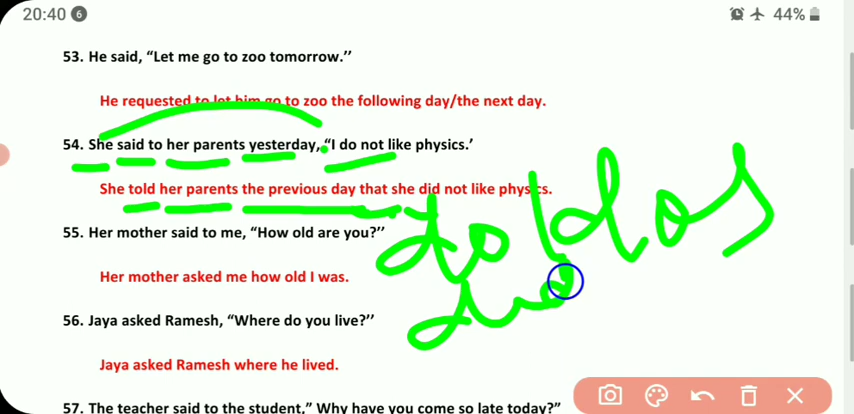 20:40 6 44%
53. He said, “Let me go to zoo tomorrow.’’
He requested to let him go to zoo the following day/the next day.
54. She said to her parents yesterday, “I do not like physics.’
She told her parents the previous day that she did not like physics.
55. Her mother said to me, “How old are you?’’
Her mother asked me how old I was.
56. Jaya asked Ramesh, “Where do you live?’’
Jaya asked Ramesh where he lived.
57. The teacher said to the student,” Why have you come so late today?”